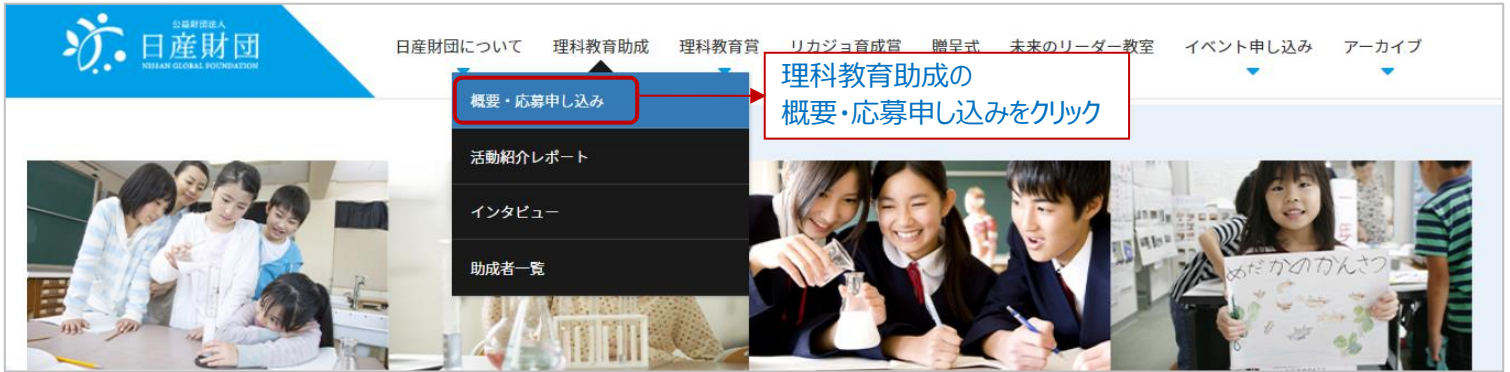 公益財団法人
日産財団
NISSAN GLOBAL FOUNDATION
日産財団について 理科教育助成 理科教育賞 リカジョ育成賞 贈呈式 未来のリーダー教室 イベント申し込み アーカイブ
概要・応募申し込み
活動紹介レポート
インタビュー
助成者一覧
理科教育助成の
概要・応募申し込みをクリック
めだかのかんさつ